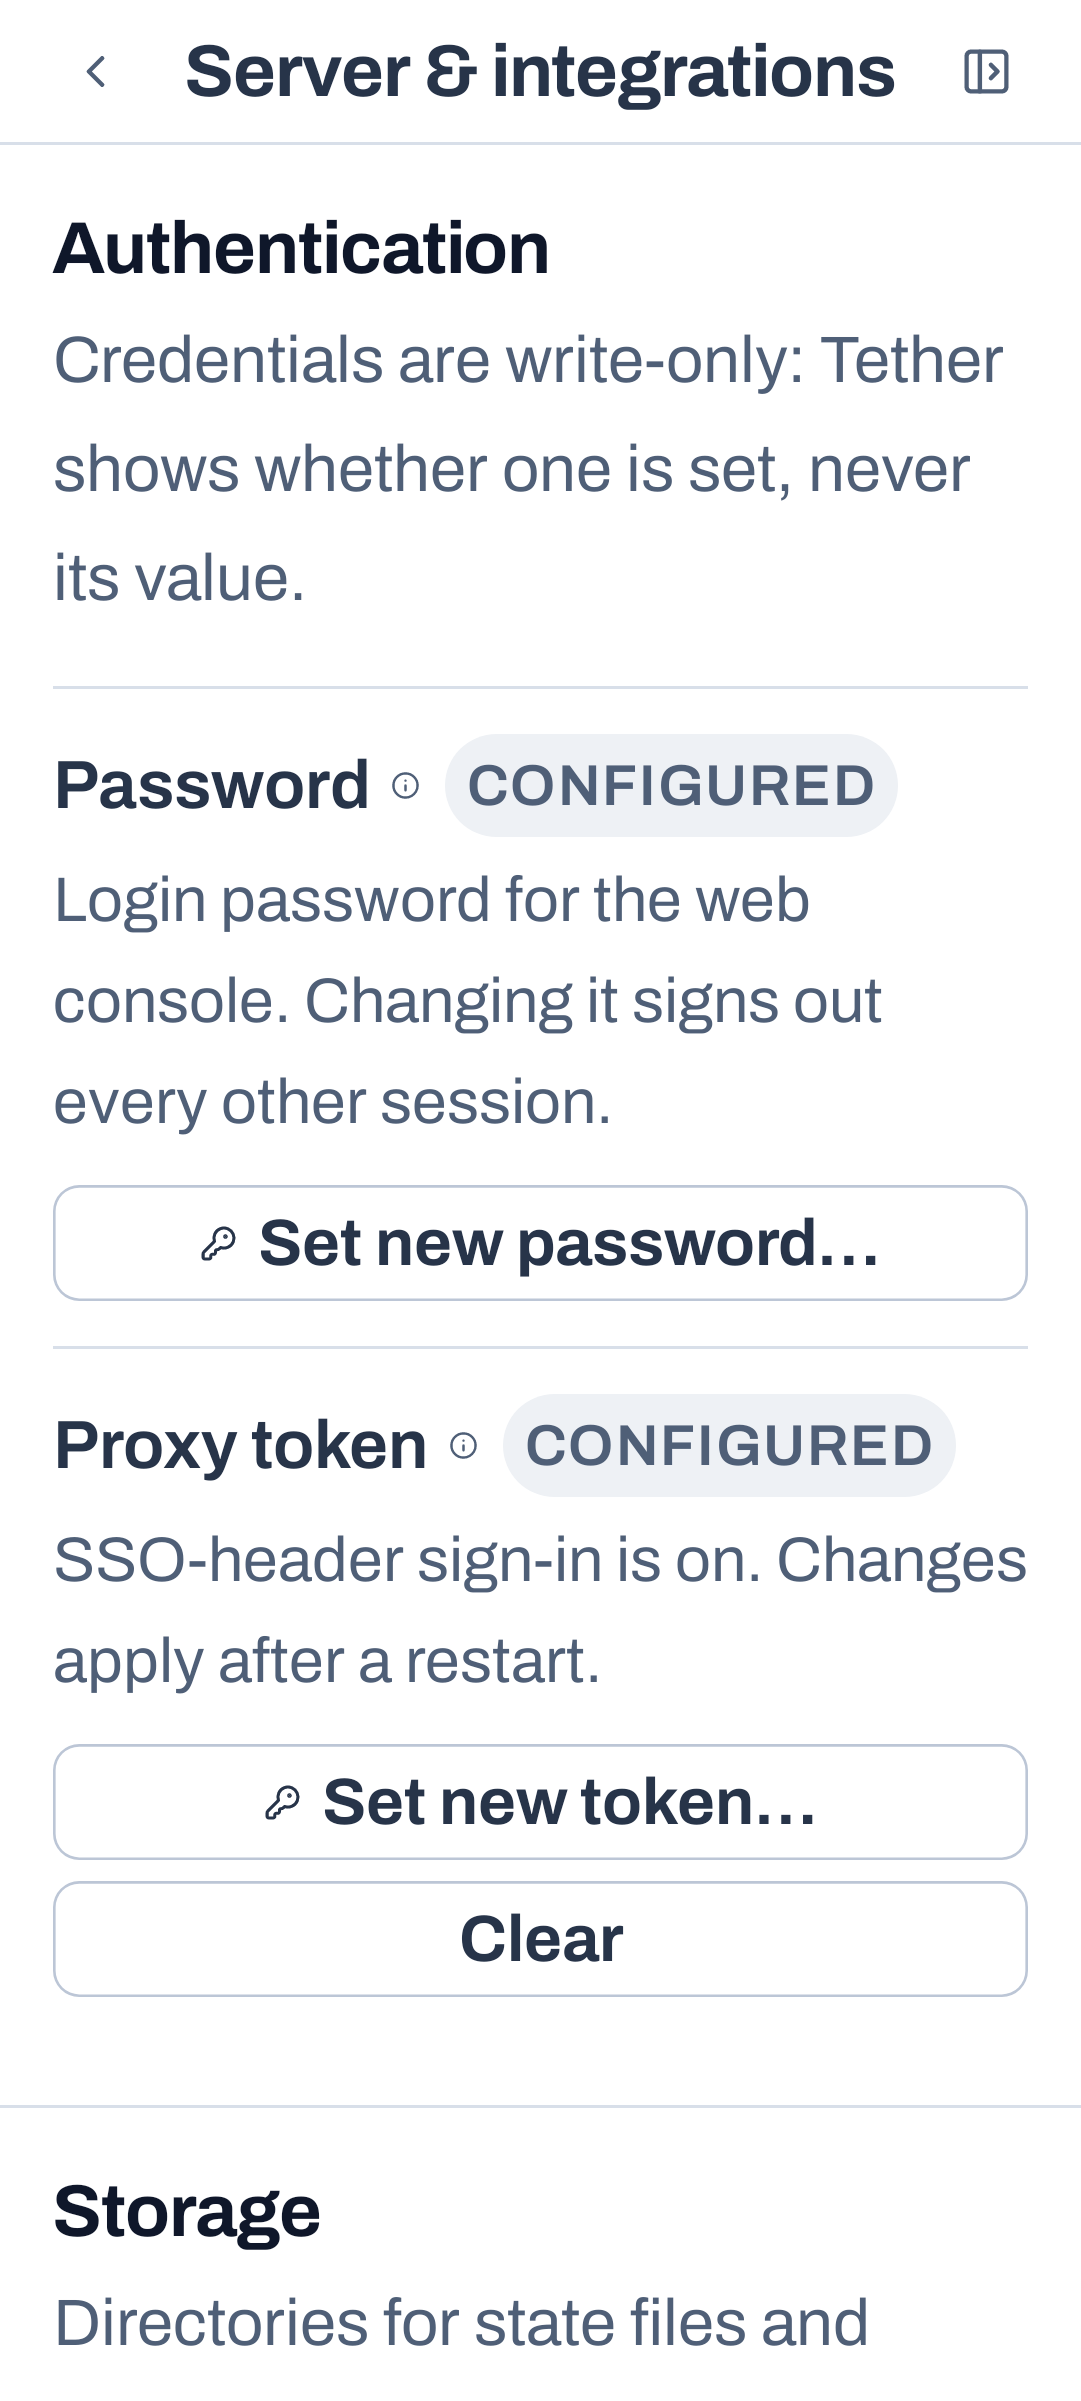 Server & integrations
Authentication
Credentials are write-only: Tether
shows whether one is set, never
its value.
Password
CONFIGURED
Login password for the web
console. Changing it signs out
every other session.
Set new password…
Proxy token
CONFIGURED
SSO-header sign-in is on. Changes
apply after a restart.
Set new token…
Clear
Storage
Directories for state files and